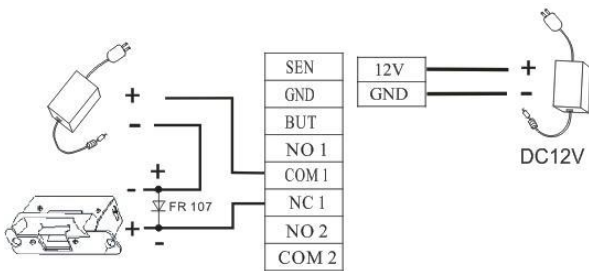 SEN
GND
BUT
NO 1
COM 1
NC 1
NO 2
COM 2
12V
GND
+
-
DC12V
+
-
+
-
FR 107
+
-